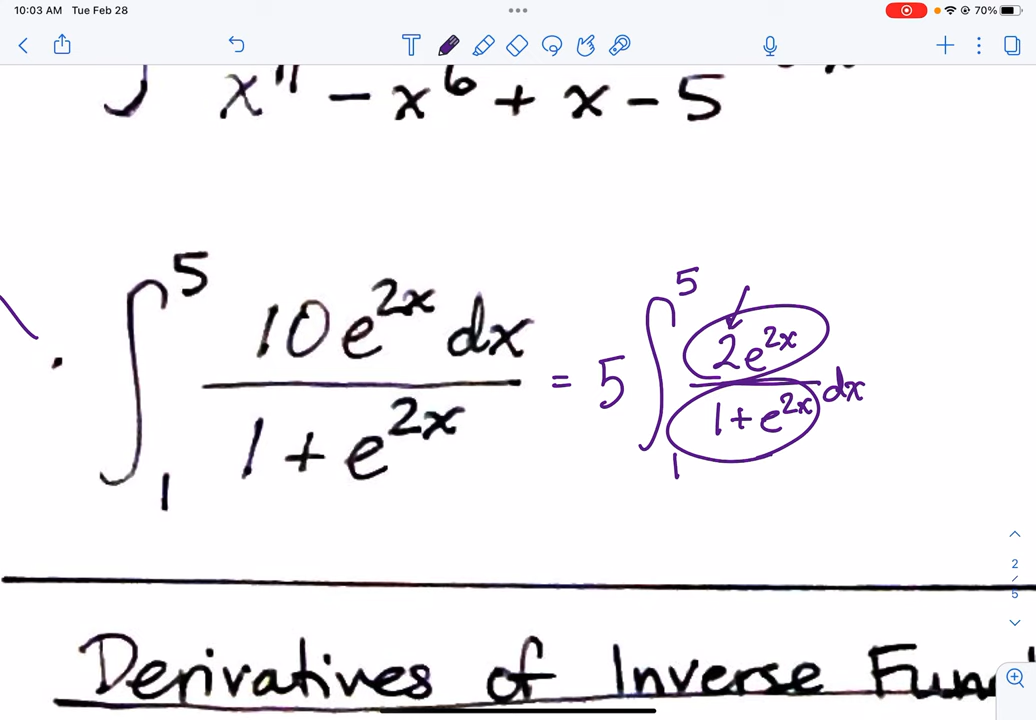 10:03 AM Tue Feb 28
70%
T
∫ x¹¹ − x⁶ + x − 5
∫₁⁵ 10e^{2x} dx / (1 + e^{2x}) = 5 ∫₁⁵ 2e^{2x} / (1 + e^{2x}) dx
2
/
5
Derivatives of Inverse